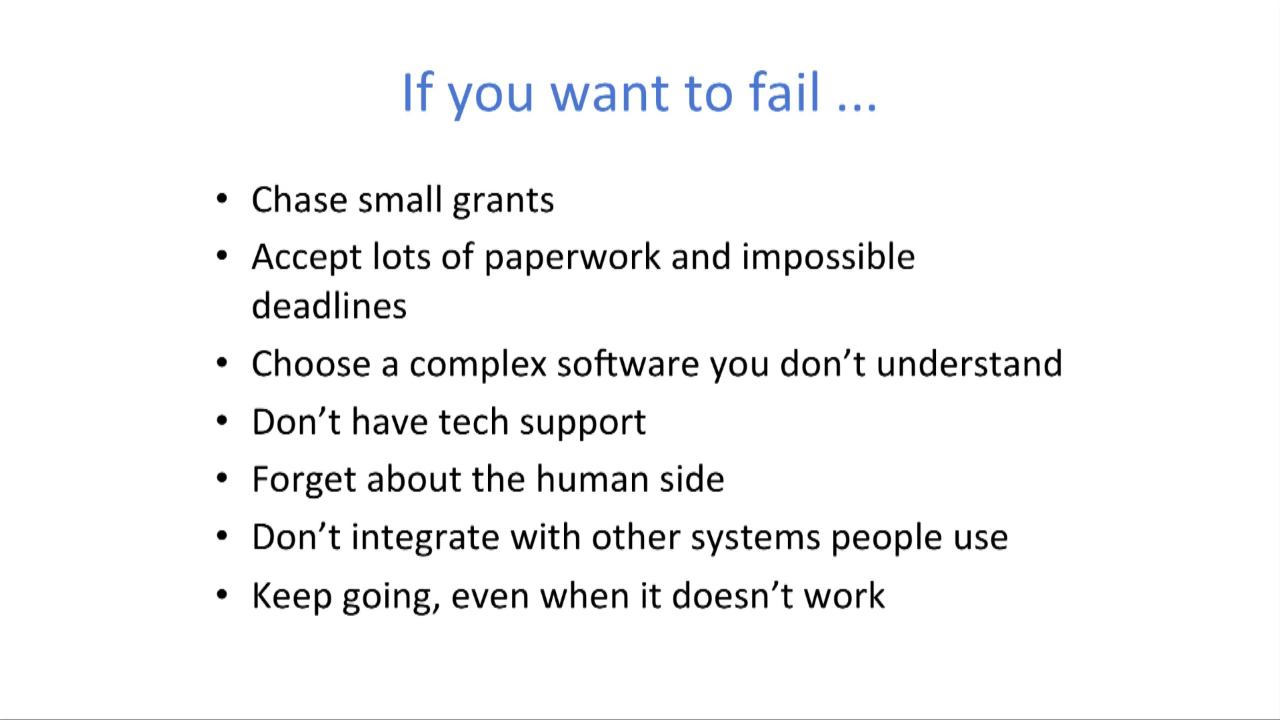 If you want to fail ...
• Chase small grants
• Accept lots of paperwork and impossible
deadlines
• Choose a complex software you don’t understand
• Don’t have tech support
• Forget about the human side
• Don’t integrate with other systems people use
• Keep going, even when it doesn’t work